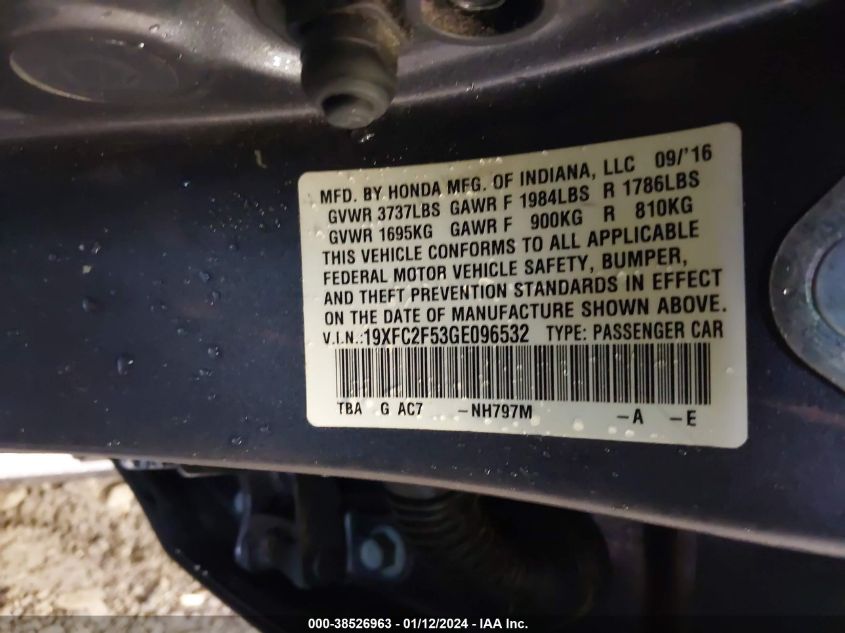 MFD. BY HONDA MFG. OF INDIANA, LLC 09/'16
GVWR 3737LBS GAWR F 1984LBS R 1786LBS
GVWR 1695KG GAWR F 900KG R 810KG
THIS VEHICLE CONFORMS TO ALL APPLICABLE
FEDERAL MOTOR VEHICLE SAFETY, BUMPER,
AND THEFT PREVENTION STANDARDS IN EFFECT
ON THE DATE OF MANUFACTURE SHOWN ABOVE.
V.I.N.:19XFC2F53GE096532 TYPE: PASSENGER CAR
TBA G AC7 -NH797M -A -E
000-38526963 - 01/12/2024 - IAA Inc.